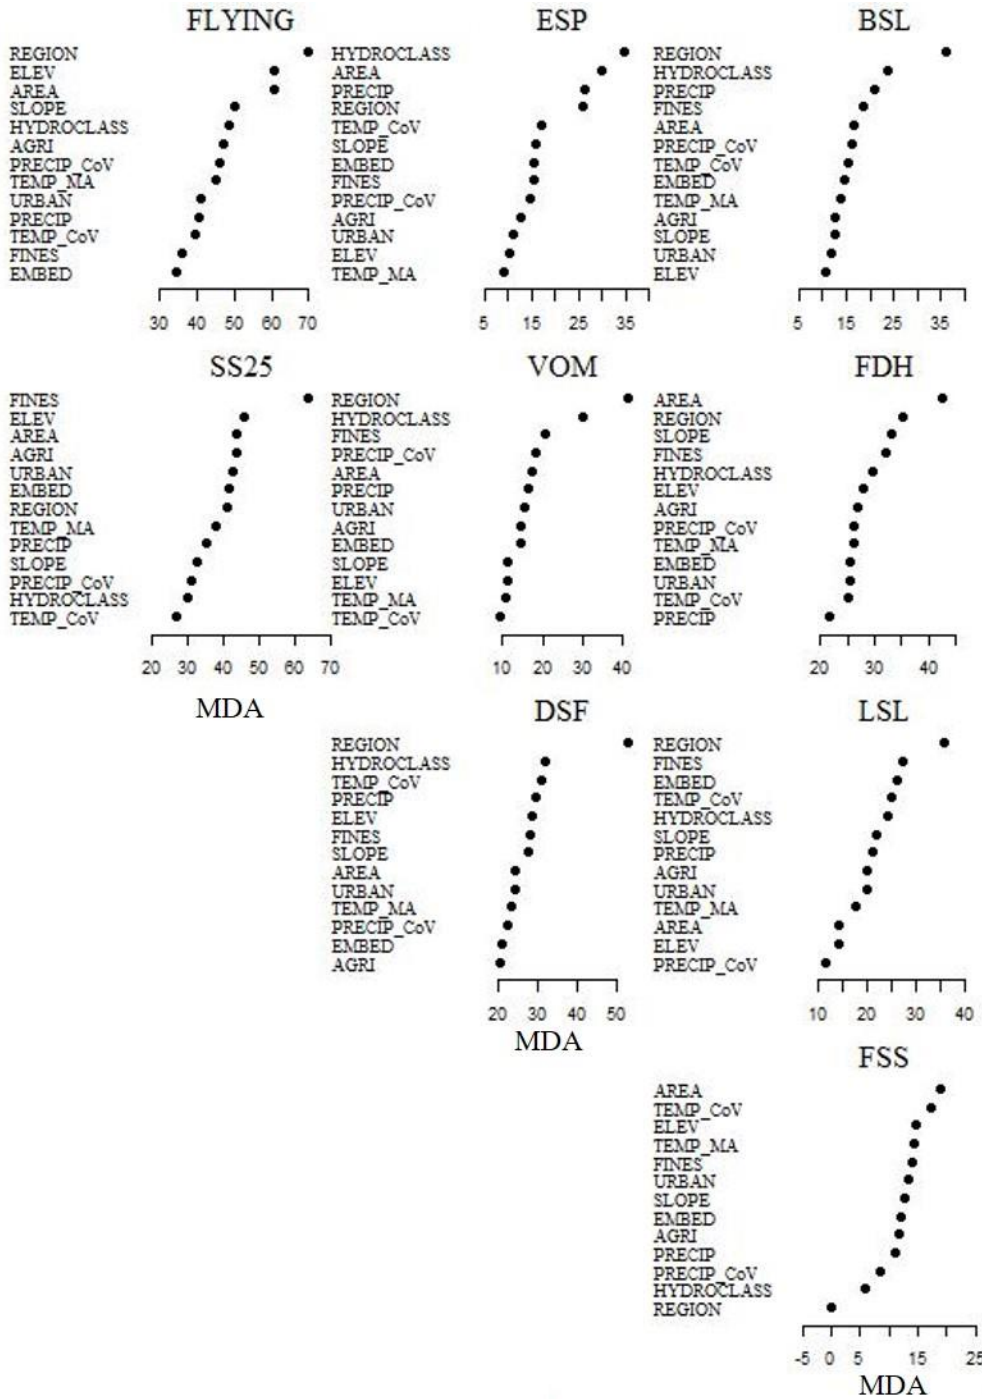 FLYING
REGION
ELEV
AREA
SLOPE
HYDROCLASS
AGRI
PRECIP_CoV
TEMP_MA
URBAN
PRECIP
TEMP_CoV
FINES
EMBED
30 40 50 60 70
ESP
HYDROCLASS
AREA
PRECIP
REGION
TEMP_CoV
SLOPE
EMBED
FINES
PRECIP_CoV
AGRI
URBAN
ELEV
TEMP_MA
5 15 25 35
BSL
REGION
HYDROCLASS
PRECIP
FINES
AREA
PRECIP_CoV
TEMP_CoV
EMBED
TEMP_MA
AGRI
SLOPE
URBAN
ELEV
5 15 25 35
SS25
FINES
ELEV
AREA
AGRI
URBAN
EMBED
REGION
TEMP_MA
PRECIP
SLOPE
PRECIP_CoV
HYDROCLASS
TEMP_CoV
20 30 40 50 60 70
MDA
VOM
REGION
HYDROCLASS
FINES
PRECIP_CoV
AREA
PRECIP
URBAN
AGRI
EMBED
SLOPE
ELEV
TEMP_MA
TEMP_CoV
10 20 30 40
FDH
AREA
REGION
SLOPE
FINES
HYDROCLASS
ELEV
AGRI
PRECIP_CoV
TEMP_MA
EMBED
URBAN
TEMP_CoV
PRECIP
20 30 40
DSF
REGION
HYDROCLASS
TEMP_CoV
PRECIP
ELEV
FINES
SLOPE
AREA
URBAN
TEMP_MA
PRECIP_CoV
EMBED
AGRI
20 30 40 50
MDA
LSL
REGION
FINES
EMBED
TEMP_CoV
HYDROCLASS
SLOPE
PRECIP
AGRI
URBAN
TEMP_MA
AREA
ELEV
PRECIP_CoV
10 20 30 40
FSS
AREA
TEMP_CoV
ELEV
TEMP_MA
FINES
URBAN
SLOPE
EMBED
AGRI
PRECIP
PRECIP_CoV
HYDROCLASS
REGION
-5 0 5 15 25
MDA